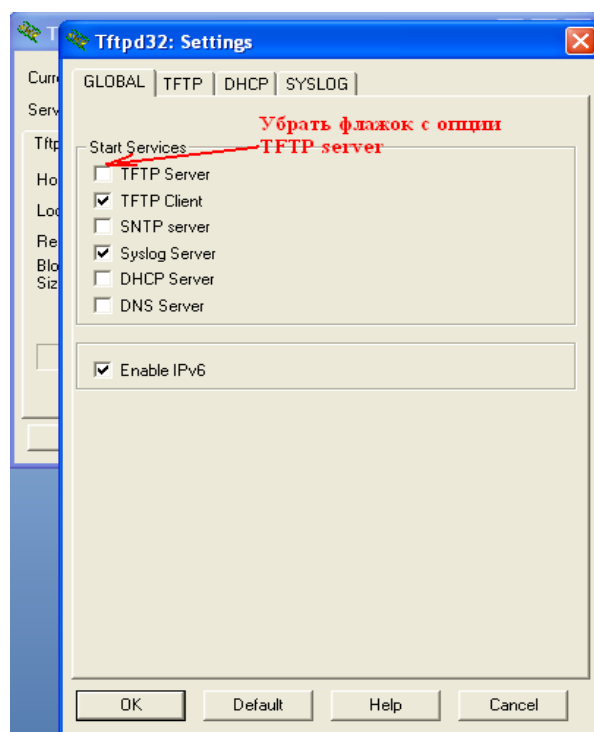 Tftpd32: Settings
GLOBAL TFTP DHCP SYSLOG
Убрать флажок с опции
TFTP server
Start Services
TFTP Server
TFTP Client
SNTP server
Syslog Server
DHCP Server
DNS Server
Enable IPv6
OK Default Help Cancel